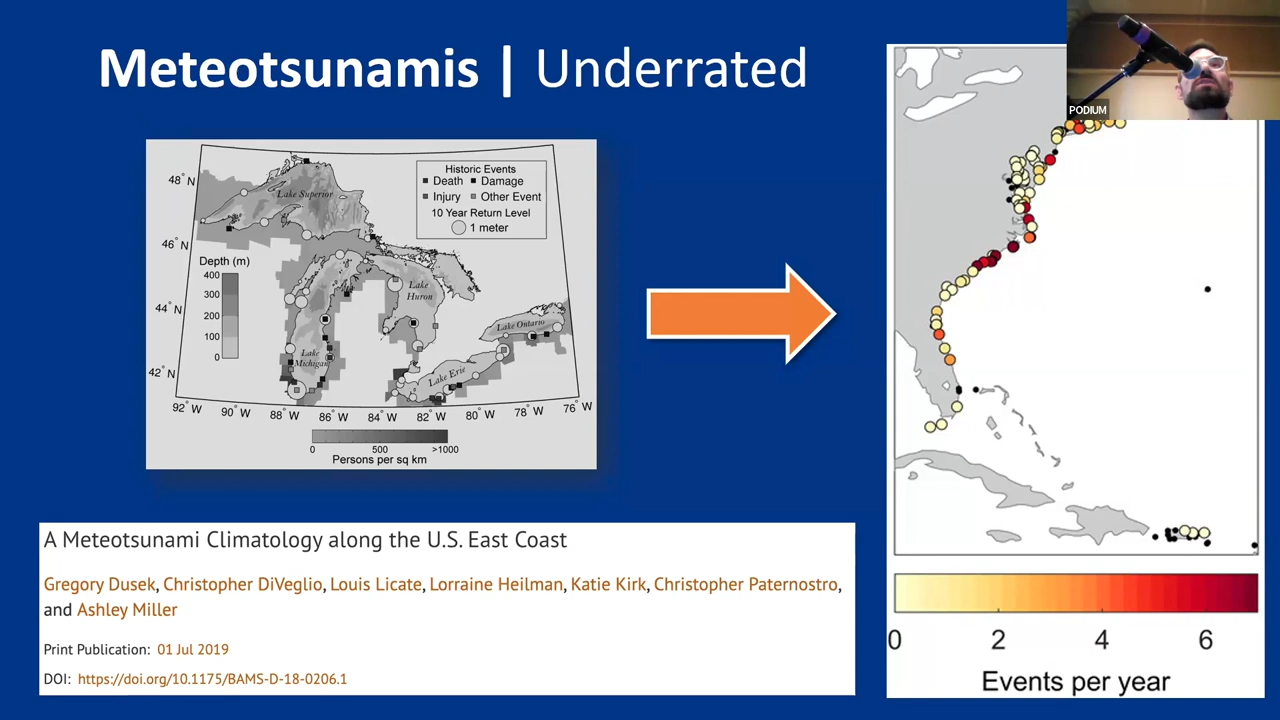 Meteotsunamis | Underrated
PODIUM
Historic Events
Death Damage
Injury Other Event
10 Year Return Level
1 meter
48° N
46° N
44° N
42° N
Depth (m)
400
300
200
100
0
Lake Superior
Lake
Huron
Lake Ontario
Lake
Michigan
Lake Erie
92° W 90° W 88° W 86° W 84° W 82° W 80° W 78° W 76° W
0 500 >1000
Persons per sq km
A Meteotsunami Climatology along the U.S. East Coast
Gregory Dusek, Christopher DiVeglio, Louis Licate, Lorraine Heilman, Katie Kirk, Christopher Paternostro,
and Ashley Miller
Print Publication: 01 Jul 2019
DOI: https://doi.org/10.1175/BAMS-D-18-0206.1
0 2 4 6
Events per year